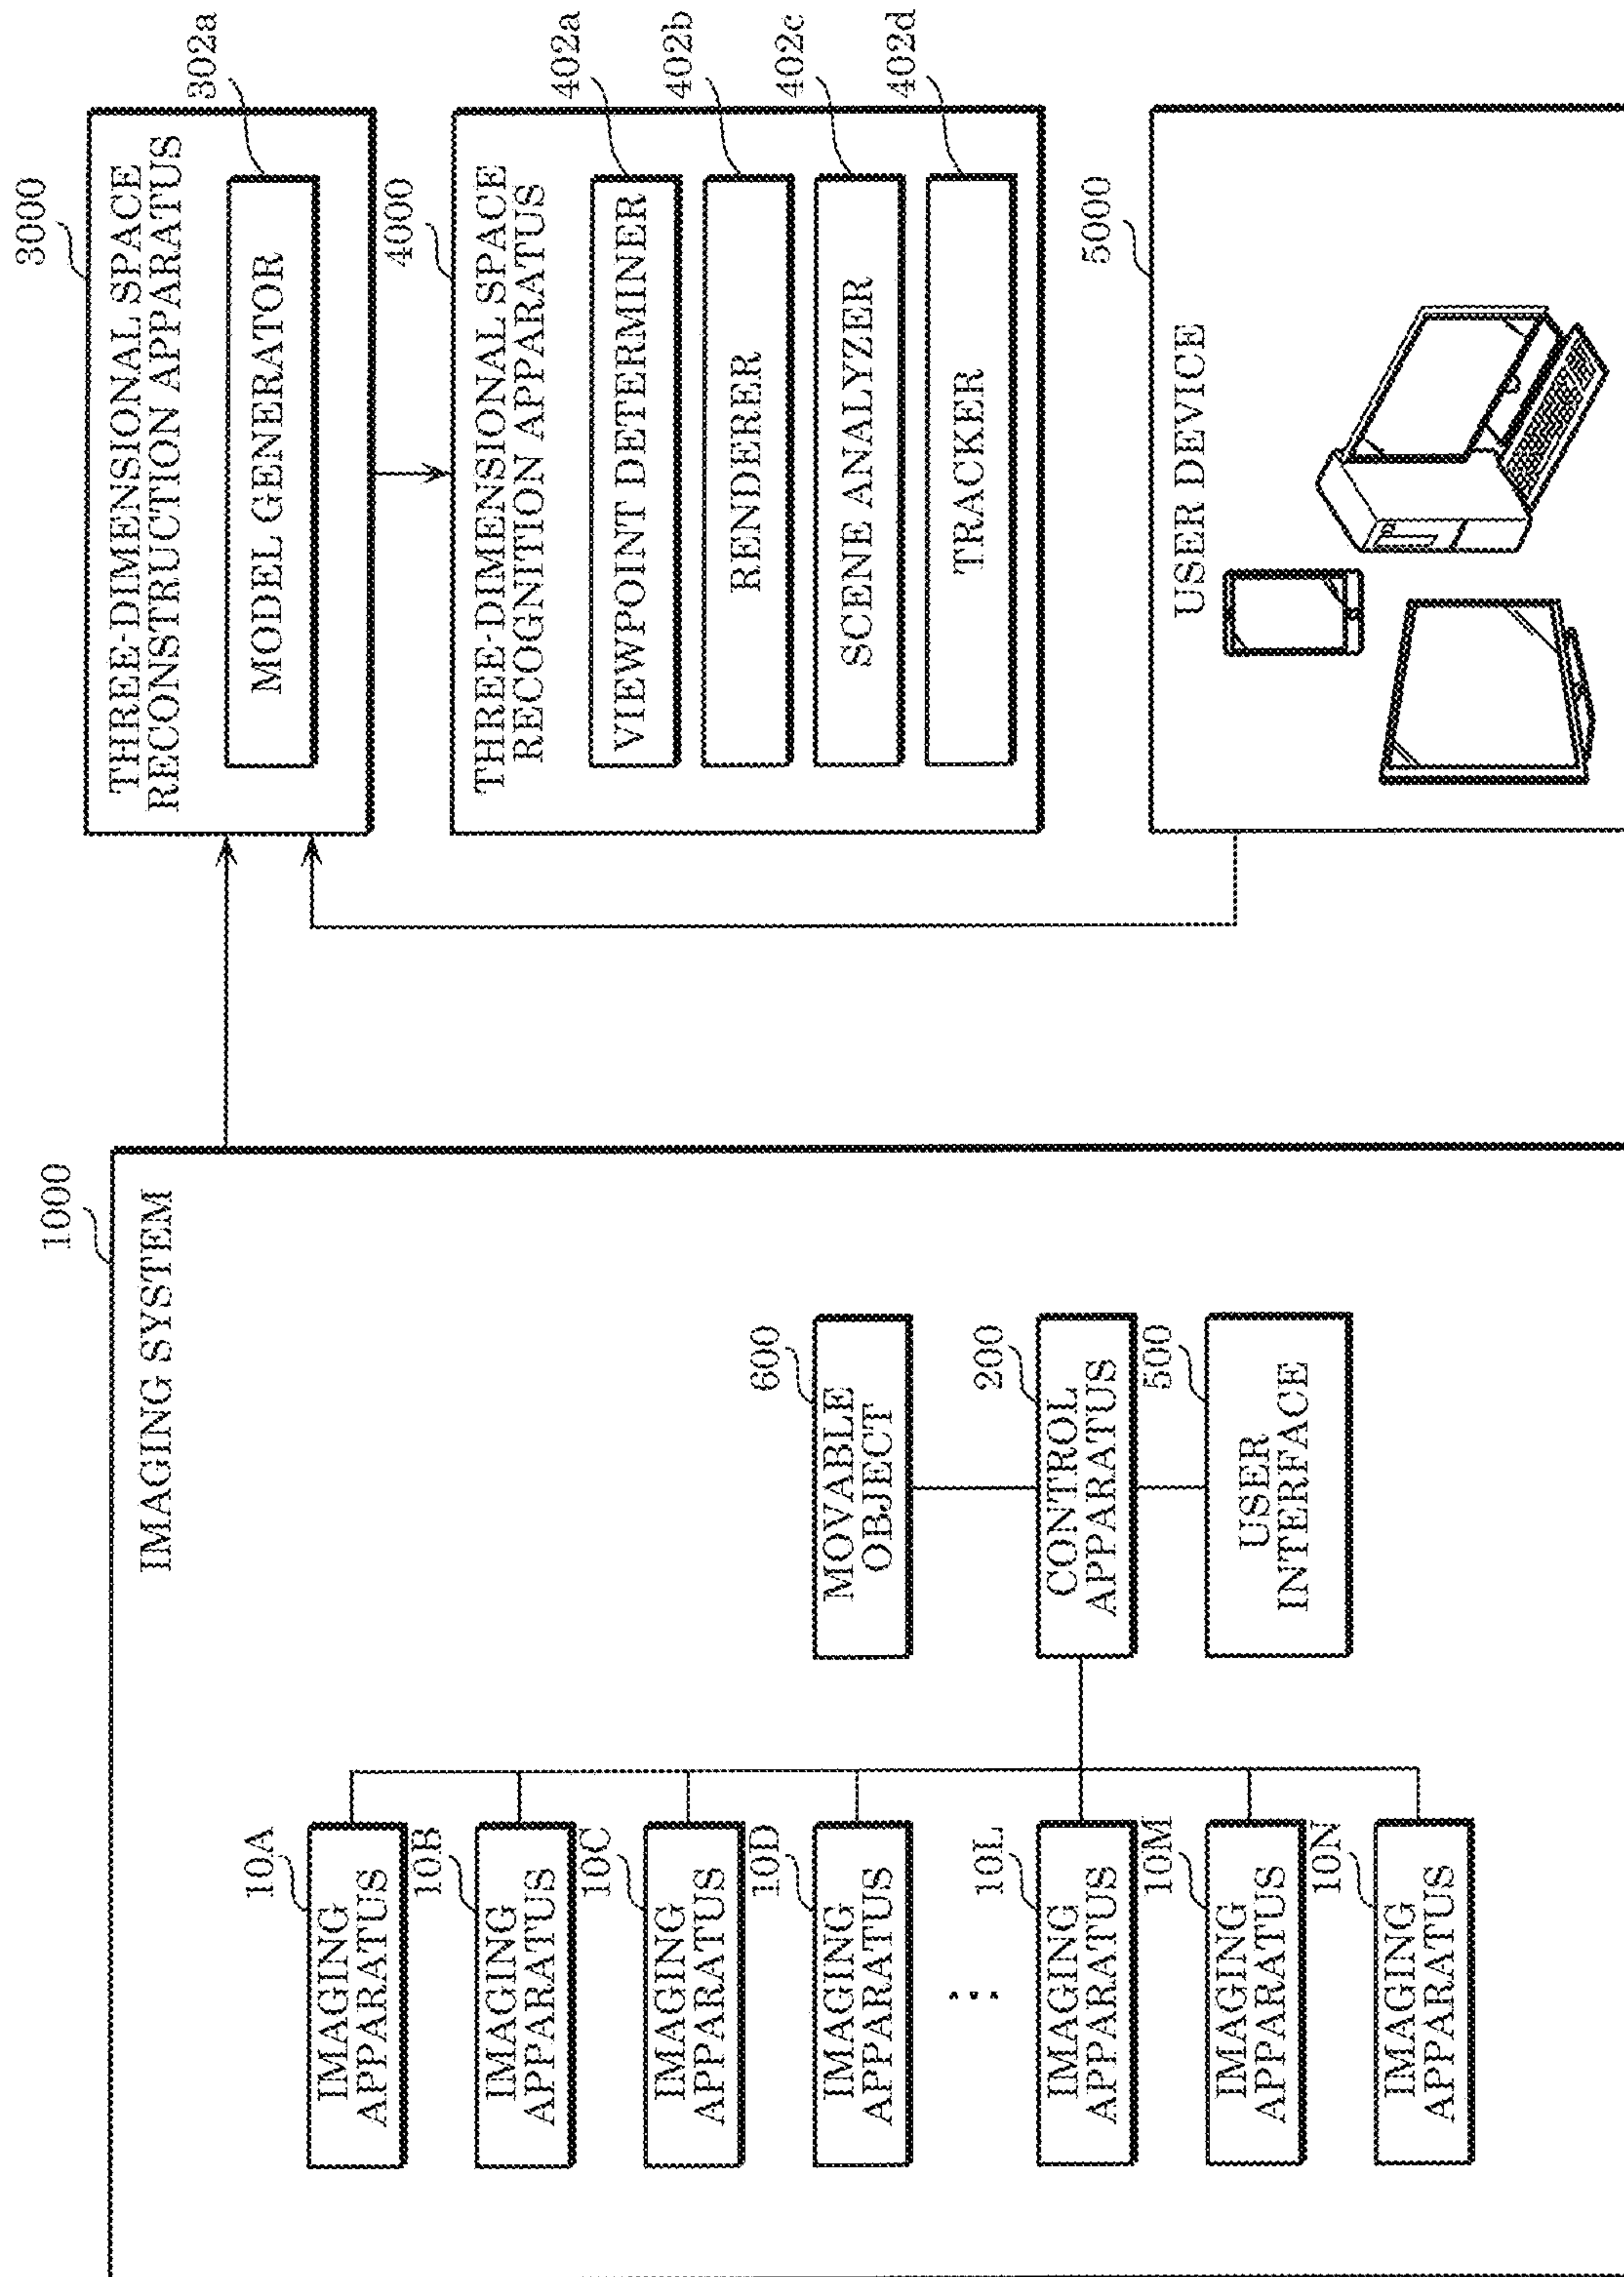 1000
IMAGING SYSTEM
10A
IMAGING
APPARATUS
10B
IMAGING
APPARATUS
10C
IMAGING
APPARATUS
10D
IMAGING
APPARATUS
...
10L
IMAGING
APPARATUS
10M
IMAGING
APPARATUS
10N
IMAGING
APPARATUS
600
MOVABLE
OBJECT
200
CONTROL
APPARATUS
500
USER
INTERFACE
3000
THREE-DIMENSIONAL SPACE
RECONSTRUCTION APPARATUS
302a
MODEL GENERATOR
4000
THREE-DIMENSIONAL SPACE
RECOGNITION APPARATUS
402a
VIEWPOINT DETERMINER
402b
RENDERER
402c
SCENE ANALYZER
402d
TRACKER
5000
USER DEVICE